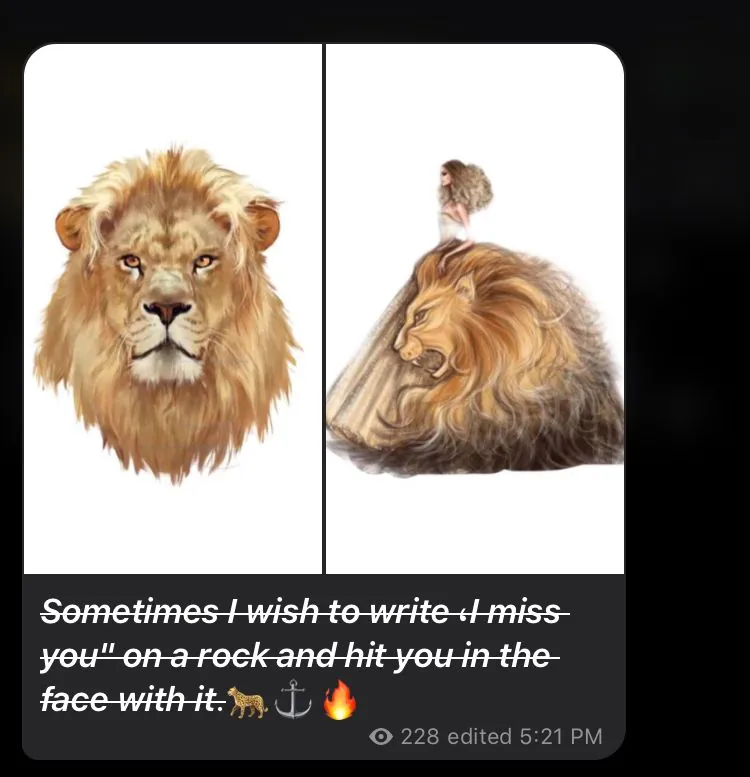 Sometimes I wish to write ‹I miss
you" on a rock and hit you in the
face with it.🐆⚓🔥
228 edited 5:21 PM